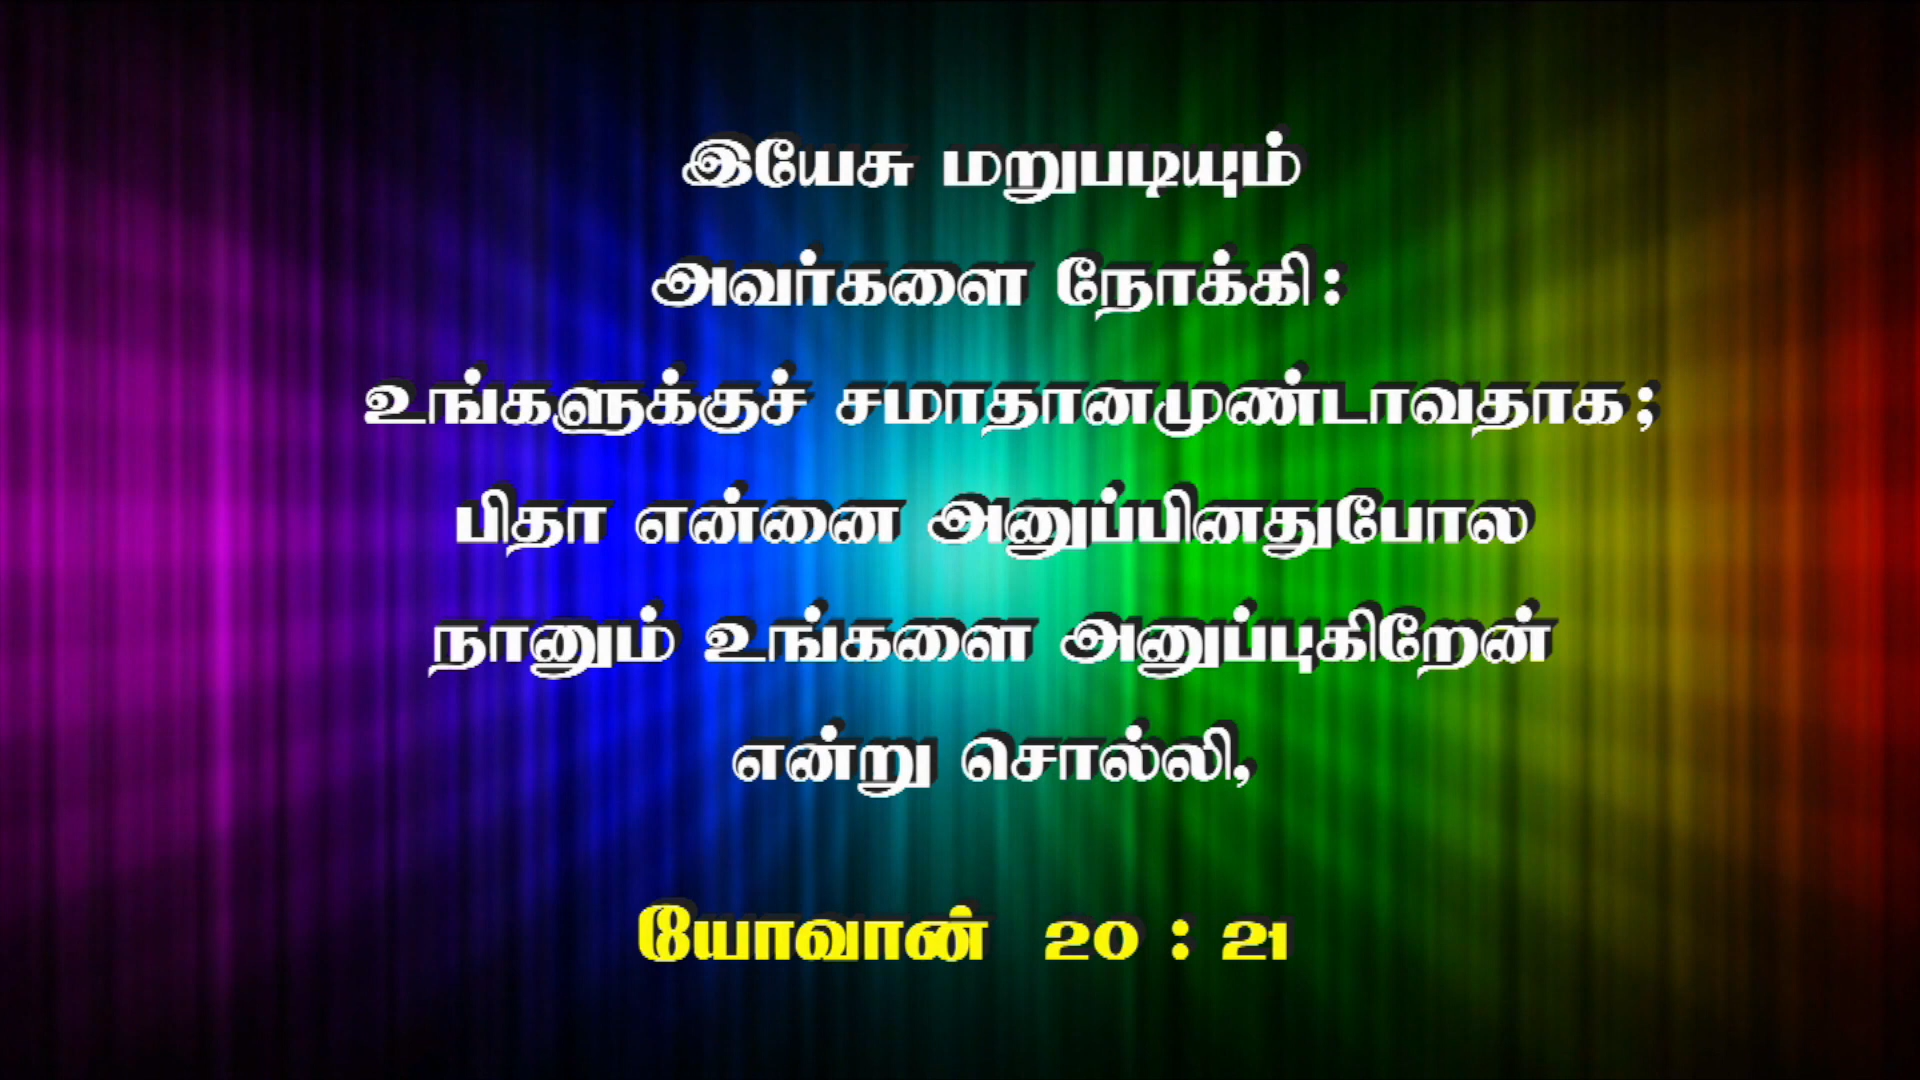 இயேசு மறுபடியும்
அவர்களை நோக்கி:
உங்களுக்குச் சமாதானமுண்டாவதாக;
பிதா என்னை அனுப்பினதுபோல
நானும் உங்களை அனுப்புகிறேன்
என்று சொல்லி,
யோவான் 20 : 21